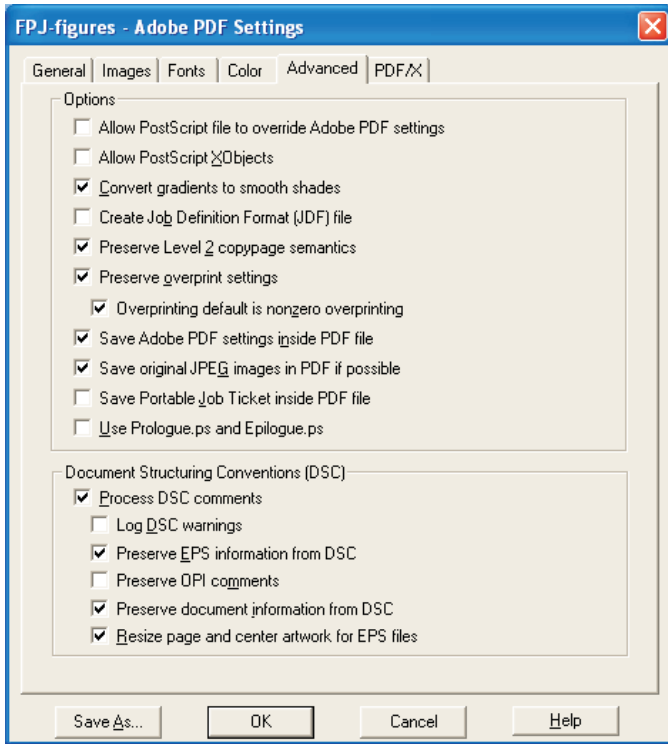 FPJ-figures - Adobe PDF Settings
General Images Fonts Color Advanced PDF/X
Options
Allow PostScript file to override Adobe PDF settings
Allow PostScript XObjects
Convert gradients to smooth shades
Create Job Definition Format (JDF) file
Preserve Level 2 copypage semantics
Preserve overprint settings
Overprinting default is nonzero overprinting
Save Adobe PDF settings inside PDF file
Save original JPEG images in PDF if possible
Save Portable Job Ticket inside PDF file
Use Prologue.ps and Epilogue.ps
Document Structuring Conventions (DSC)
Process DSC comments
Log DSC warnings
Preserve EPS information from DSC
Preserve OPI comments
Preserve document information from DSC
Resize page and center artwork for EPS files
Save As... OK Cancel Help